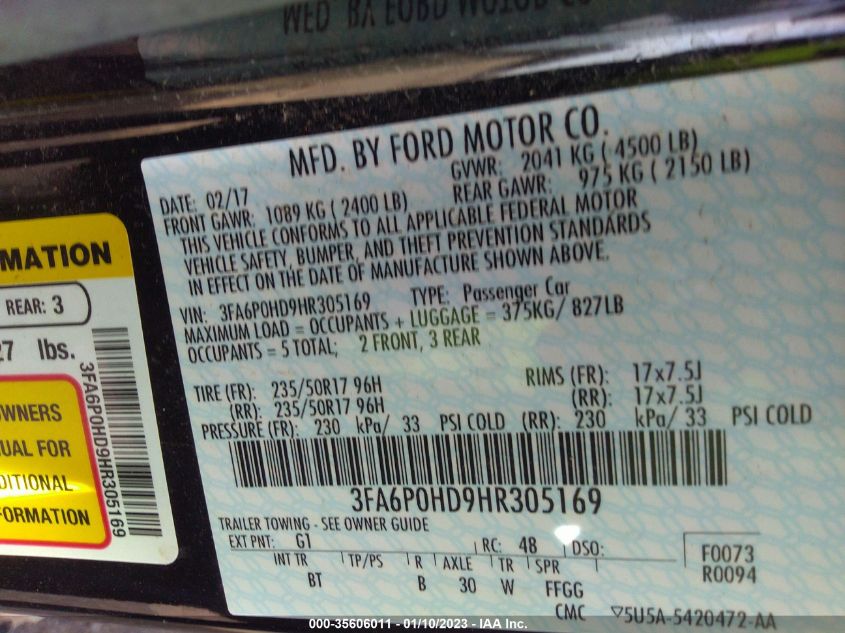 MFD. BY FORD MOTOR CO.
DATE: 02/17 GVWR: 2041 KG ( 4500 LB)
FRONT GAWR: 1089 KG ( 2400 LB) REAR GAWR: 975 KG ( 2150 LB)
THIS VEHICLE CONFORMS TO ALL APPLICABLE FEDERAL MOTOR
VEHICLE SAFETY, BUMPER, AND THEFT PREVENTION STANDARDS
IN EFFECT ON THE DATE OF MANUFACTURE SHOWN ABOVE.
VIN: 3FA6P0HD9HR305169 TYPE: Passenger Car
MAXIMUM LOAD = OCCUPANTS + LUGGAGE = 375KG/ 827LB
OCCUPANTS = 5 TOTAL; 2 FRONT, 3 REAR
TIRE (FR): 235/50R17 96H RIMS (FR): 17x7.5J
(RR): 235/50R17 96H (RR): 17x7.5J
PRESSURE (FR): 230 kPa/ 33 PSI COLD (RR): 230 kPa/ 33 PSI COLD
3FA6P0HD9HR305169
TRAILER TOWING - SEE OWNER GUIDE
EXT PNT: G1 RC: 48 DSO: F0073
INT TR TP/PS R AXLE TR SPR R0094
BT B 30 W FFGG
CMC 5U5A-5420472-AA
MATION
REAR: 3
27 lbs.
WNERS
UAL FOR
DITIONAL
FORMATION
3FA6P0HD9HR305169
000-35606011 - 01/10/2023 - IAA, Inc.